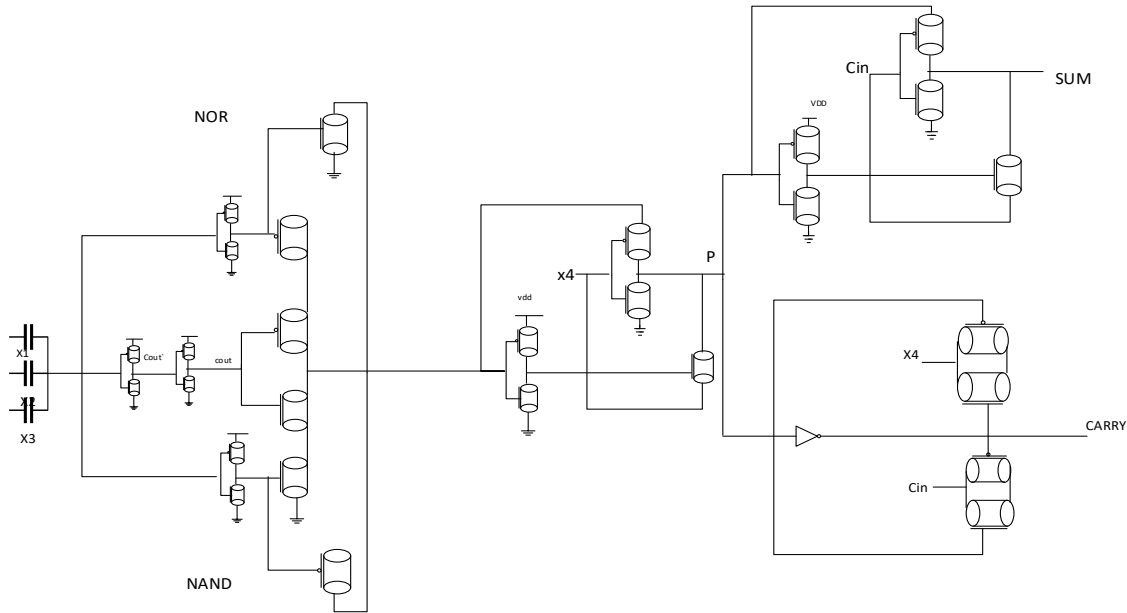 Cin
SUM
VDD
NOR
P
x4
vdd
X1
Cout'
cout
X4
X2
X3
CARRY
Cin
NAND